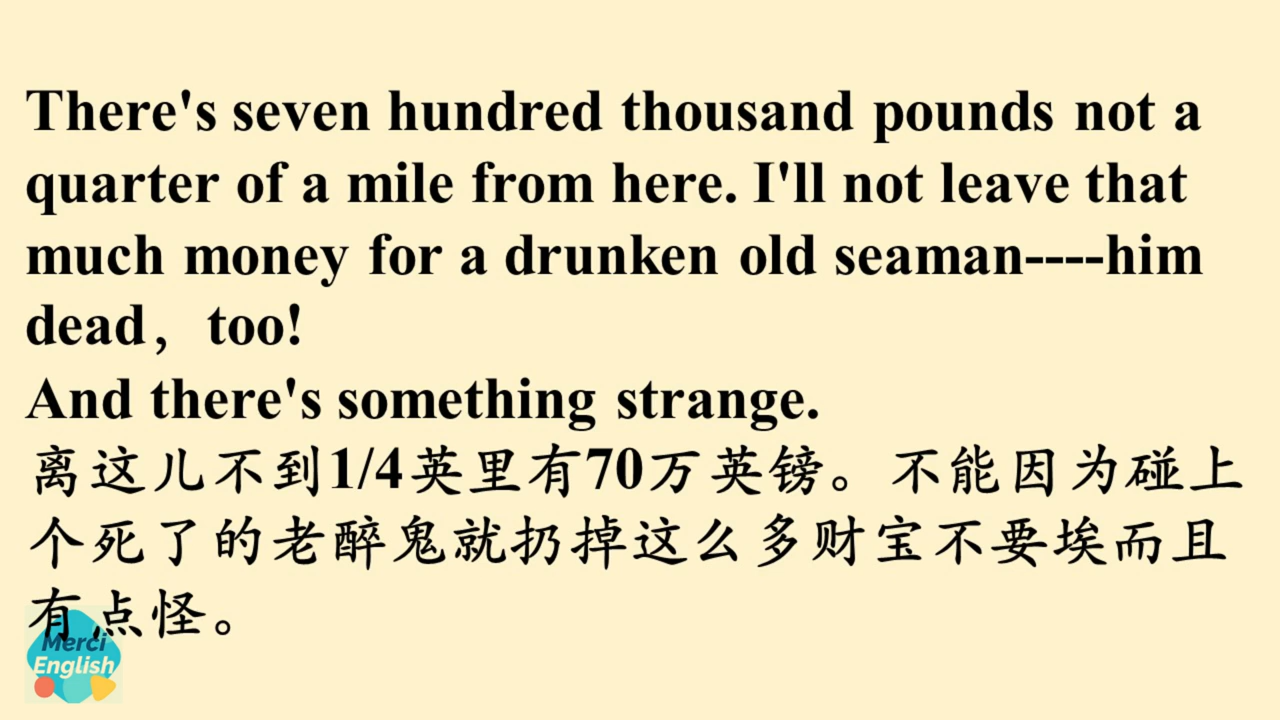 There's seven hundred thousand pounds not a
quarter of a mile from here. I'll not leave that
much money for a drunken old seaman----him
dead，too!
And there's something strange.
离这儿不到1/4英里有70万英镑。不能因为碰上
个死了的老醉鬼就扔掉这么多财宝不要埃而且
有点怪。
Merci
English